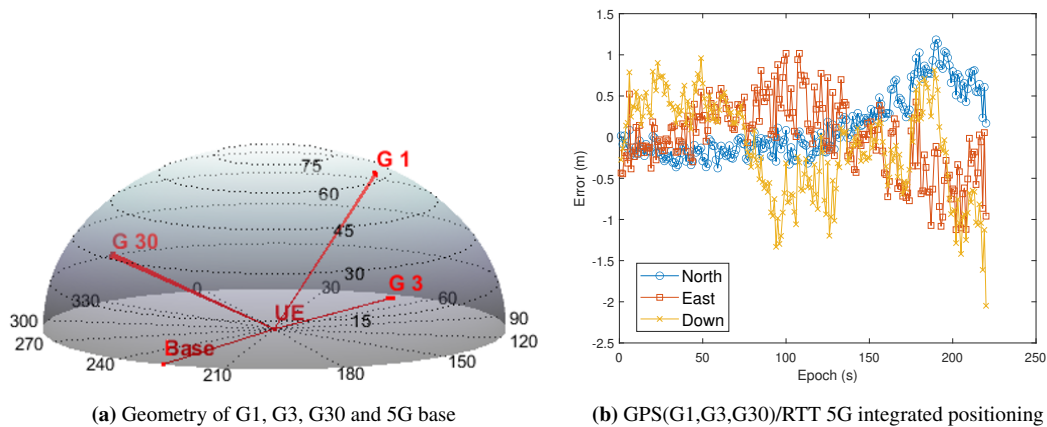 G 1
75
60
45
30
15
G 30
G 3
0
30
60
330
UE
300
90
270
Base
120
240
150
210
180
(a) Geometry of G1, G3, G30 and 5G base
1.5
1
0.5
0
-0.5
-1
-1.5
-2
-2.5
Error (m)
North
East
Down
0 50 100 150 200 250
Epoch (s)
(b) GPS(G1,G3,G30)/RTT 5G integrated positioning